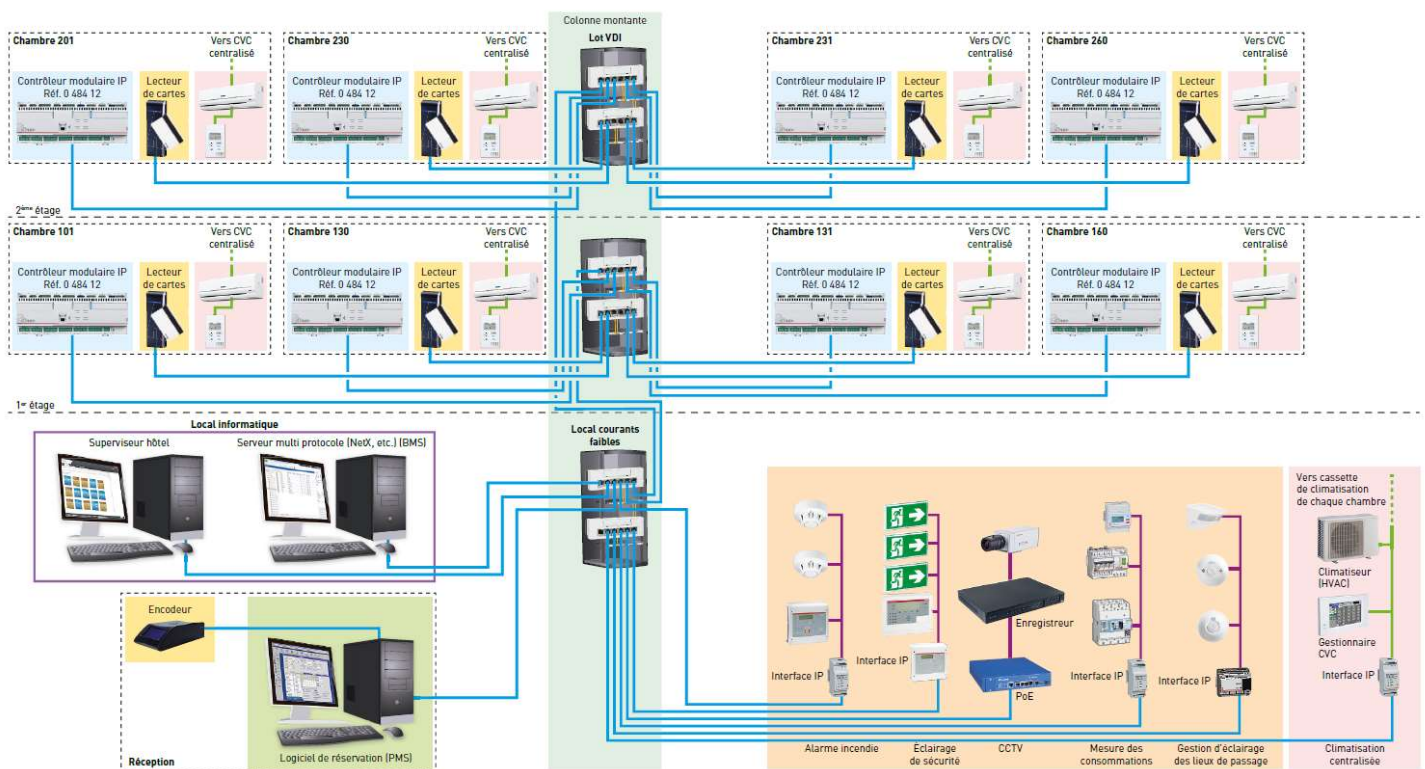 Colonne montante
Lot VDI
Chambre 201
Vers CVC
centralisé
Contrôleur modulaire IP
Réf. 0 484 12
Lecteur
de cartes
Chambre 230
Vers CVC
centralisé
Contrôleur modulaire IP
Réf. 0 484 12
Lecteur
de cartes
Chambre 231
Vers CVC
centralisé
Contrôleur modulaire IP
Réf. 0 484 12
Lecteur
de cartes
Chambre 260
Vers CVC
centralisé
Contrôleur modulaire IP
Réf. 0 484 12
Lecteur
de cartes
2ème étage
Chambre 101
Vers CVC
centralisé
Contrôleur modulaire IP
Réf. 0 484 12
Lecteur
de cartes
Chambre 130
Vers CVC
centralisé
Contrôleur modulaire IP
Réf. 0 484 12
Lecteur
de cartes
Chambre 131
Vers CVC
centralisé
Contrôleur modulaire IP
Réf. 0 484 12
Lecteur
de cartes
Chambre 160
Vers CVC
centralisé
Contrôleur modulaire IP
Réf. 0 484 12
Lecteur
de cartes
1er étage
Local informatique
Superviseur hôtel
Serveur multi protocole (NetX, etc.) (BMS)
Local courants
faibles
Encodeur
Logiciel de réservation (PMS)
Réception
Interface IP
Alarme incendie
Interface IP
Éclairage
de sécurité
Enregistreur
PoE
CCTV
Interface IP
Mesure des
consommations
Interface IP
Gestion d'éclairage
des lieux de passage
Vers cassette
de climatisation
de chaque chambre
Climatiseur
(HVAC)
Gestionnaire
CVC
Interface IP
Climatisation
centralisée